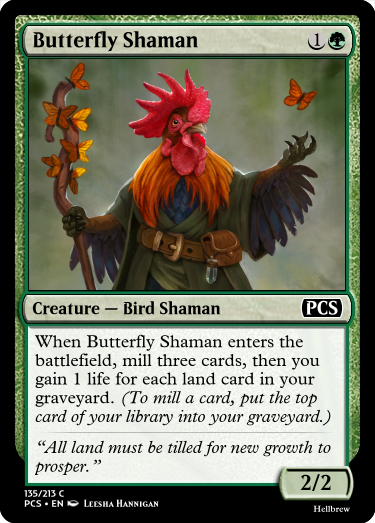 Butterfly Shaman 1
Creature — Bird Shaman PCS
When Butterfly Shaman enters the
battlefield, mill three cards, then you
gain 1 life for each land card in your
graveyard. (To mill a card, put the top
card of your library into your graveyard.)
“All land must be tilled for new growth to
prosper.”
2/2
135/213 C
PCS • EN Leesha Hannigan
Hellbrew